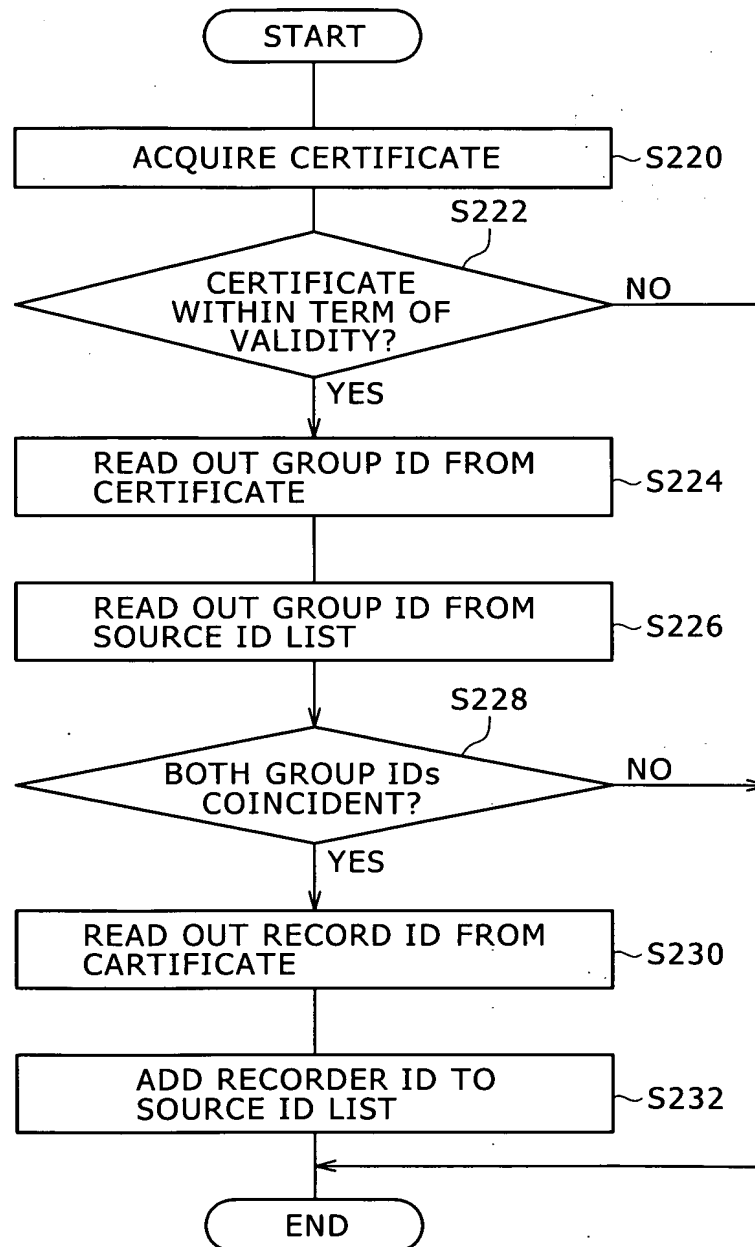 START
ACQUIRE CERTIFICATE
S220
S222
CERTIFICATE
WITHIN TERM OF
VALIDITY?
NO
YES
READ OUT GROUP ID FROM
CERTIFICATE
S224
READ OUT GROUP ID FROM
SOURCE ID LIST
S226
S228
BOTH GROUP IDs
COINCIDENT?
NO
YES
READ OUT RECORD ID FROM
CARTIFICATE
S230
ADD RECORDER ID TO
SOURCE ID LIST
S232
END